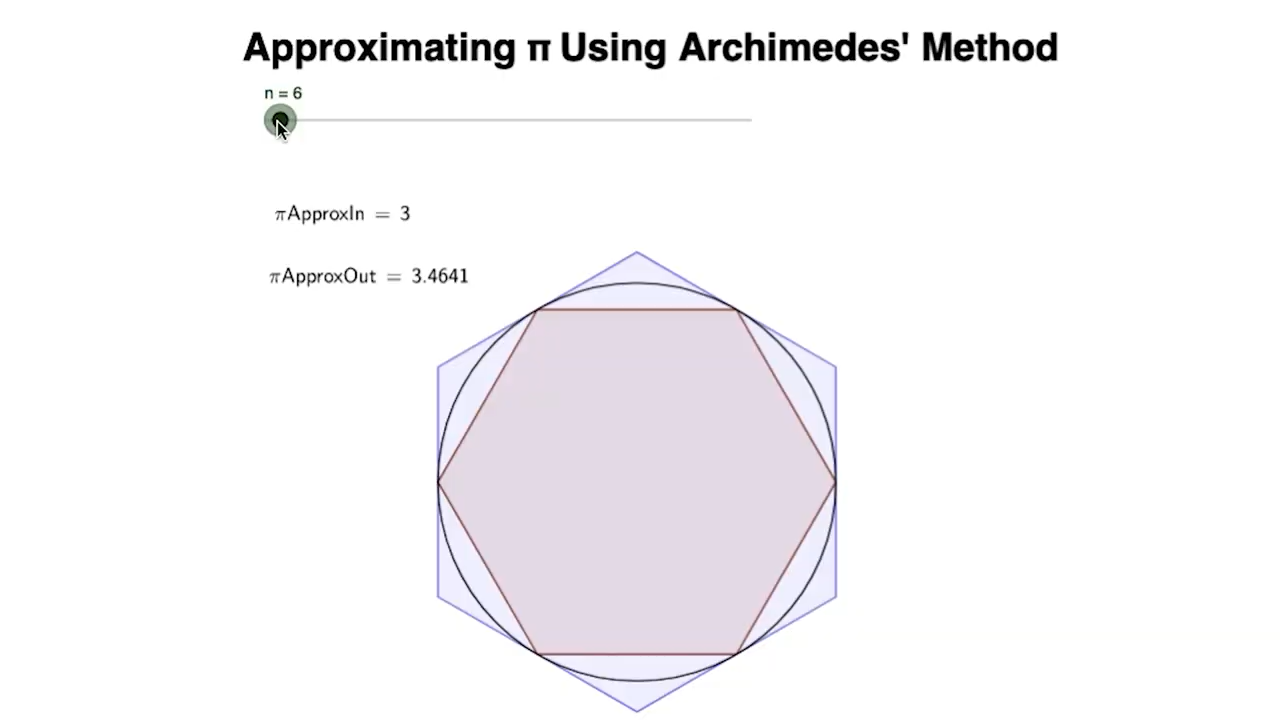 Approximating π Using Archimedes' Method
n = 6
πApproxIn = 3
πApproxOut = 3.4641